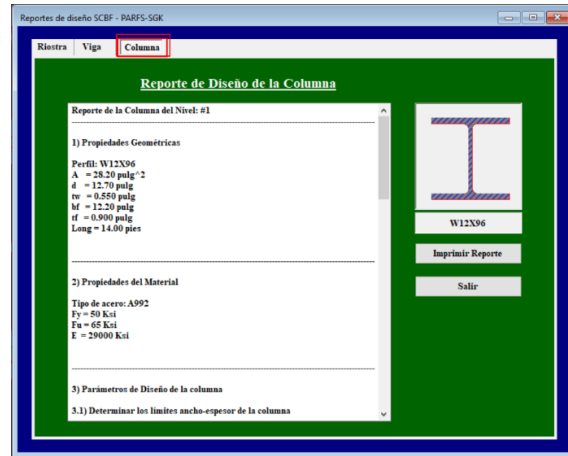 Reportes de diseño SCBF - PARFS-SGK
Riostra Viga Columna
Reporte de Diseño de la Columna
Reporte de la Columna del Nivel: #1
1) Propiedades Geométricas
Perfil: W12X96
A = 28.20 pulg^2
d = 12.70 pulg
tw = 0.550 pulg
bf = 12.20 pulg
tf = 0.900 pulg
Long = 14.00 pies
2) Propiedades del Material
Tipo de acero: A992
Fy = 50 Ksi
Fu = 65 Ksi
E = 29000 Ksi
3) Parámetros de Diseño de la columna
3.1) Determinar los límites ancho-espesor de la columna
W12X96
Imprimir Reporte
Salir